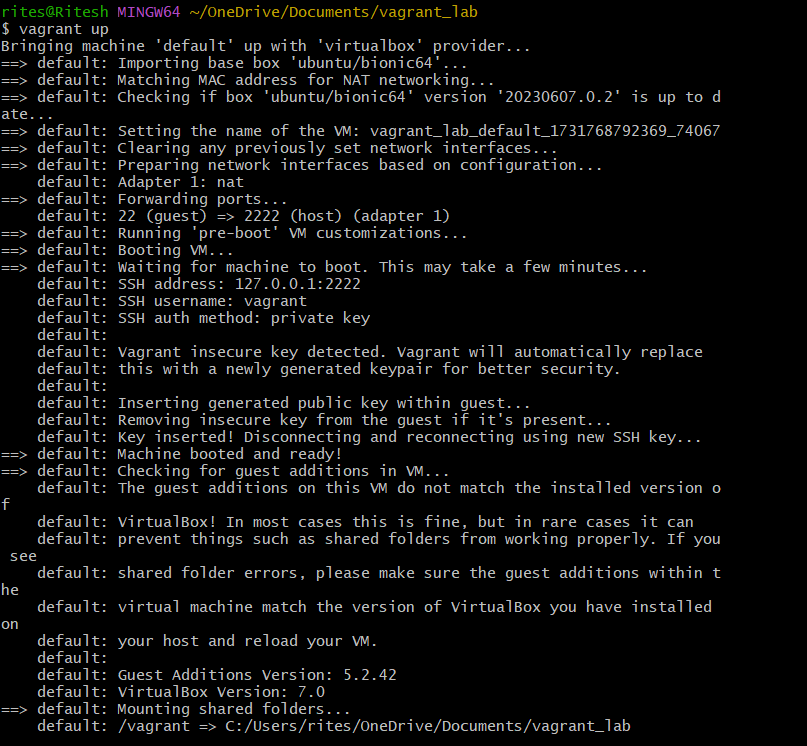 rites@Ritesh MINGW64 ~/OneDrive/Documents/vagrant_lab
$ vagrant up
Bringing machine 'default' up with 'virtualbox' provider...
==> default: Importing base box 'ubuntu/bionic64'...
==> default: Matching MAC address for NAT networking...
==> default: Checking if box 'ubuntu/bionic64' version '20230607.0.2' is up to d
ate...
==> default: Setting the name of the VM: vagrant_lab_default_1731768792369_74067
==> default: Clearing any previously set network interfaces...
==> default: Preparing network interfaces based on configuration...
    default: Adapter 1: nat
==> default: Forwarding ports...
    default: 22 (guest) => 2222 (host) (adapter 1)
==> default: Running 'pre-boot' VM customizations...
==> default: Booting VM...
==> default: Waiting for machine to boot. This may take a few minutes...
    default: SSH address: 127.0.0.1:2222
    default: SSH username: vagrant
    default: SSH auth method: private key
    default:
    default: Vagrant insecure key detected. Vagrant will automatically replace
    default: this with a newly generated keypair for better security.
    default:
    default: Inserting generated public key within guest...
    default: Removing insecure key from the guest if it's present...
    default: Key inserted! Disconnecting and reconnecting using new SSH key...
==> default: Machine booted and ready!
==> default: Checking for guest additions in VM...
    default: The guest additions on this VM do not match the installed version o
f
    default: VirtualBox! In most cases this is fine, but in rare cases it can
    default: prevent things such as shared folders from working properly. If you
 see
    default: shared folder errors, please make sure the guest additions within t
he
    default: virtual machine match the version of VirtualBox you have installed
on
    default: your host and reload your VM.
    default:
    default: Guest Additions Version: 5.2.42
    default: VirtualBox Version: 7.0
==> default: Mounting shared folders...
    default: /vagrant => C:/Users/rites/OneDrive/Documents/vagrant_lab